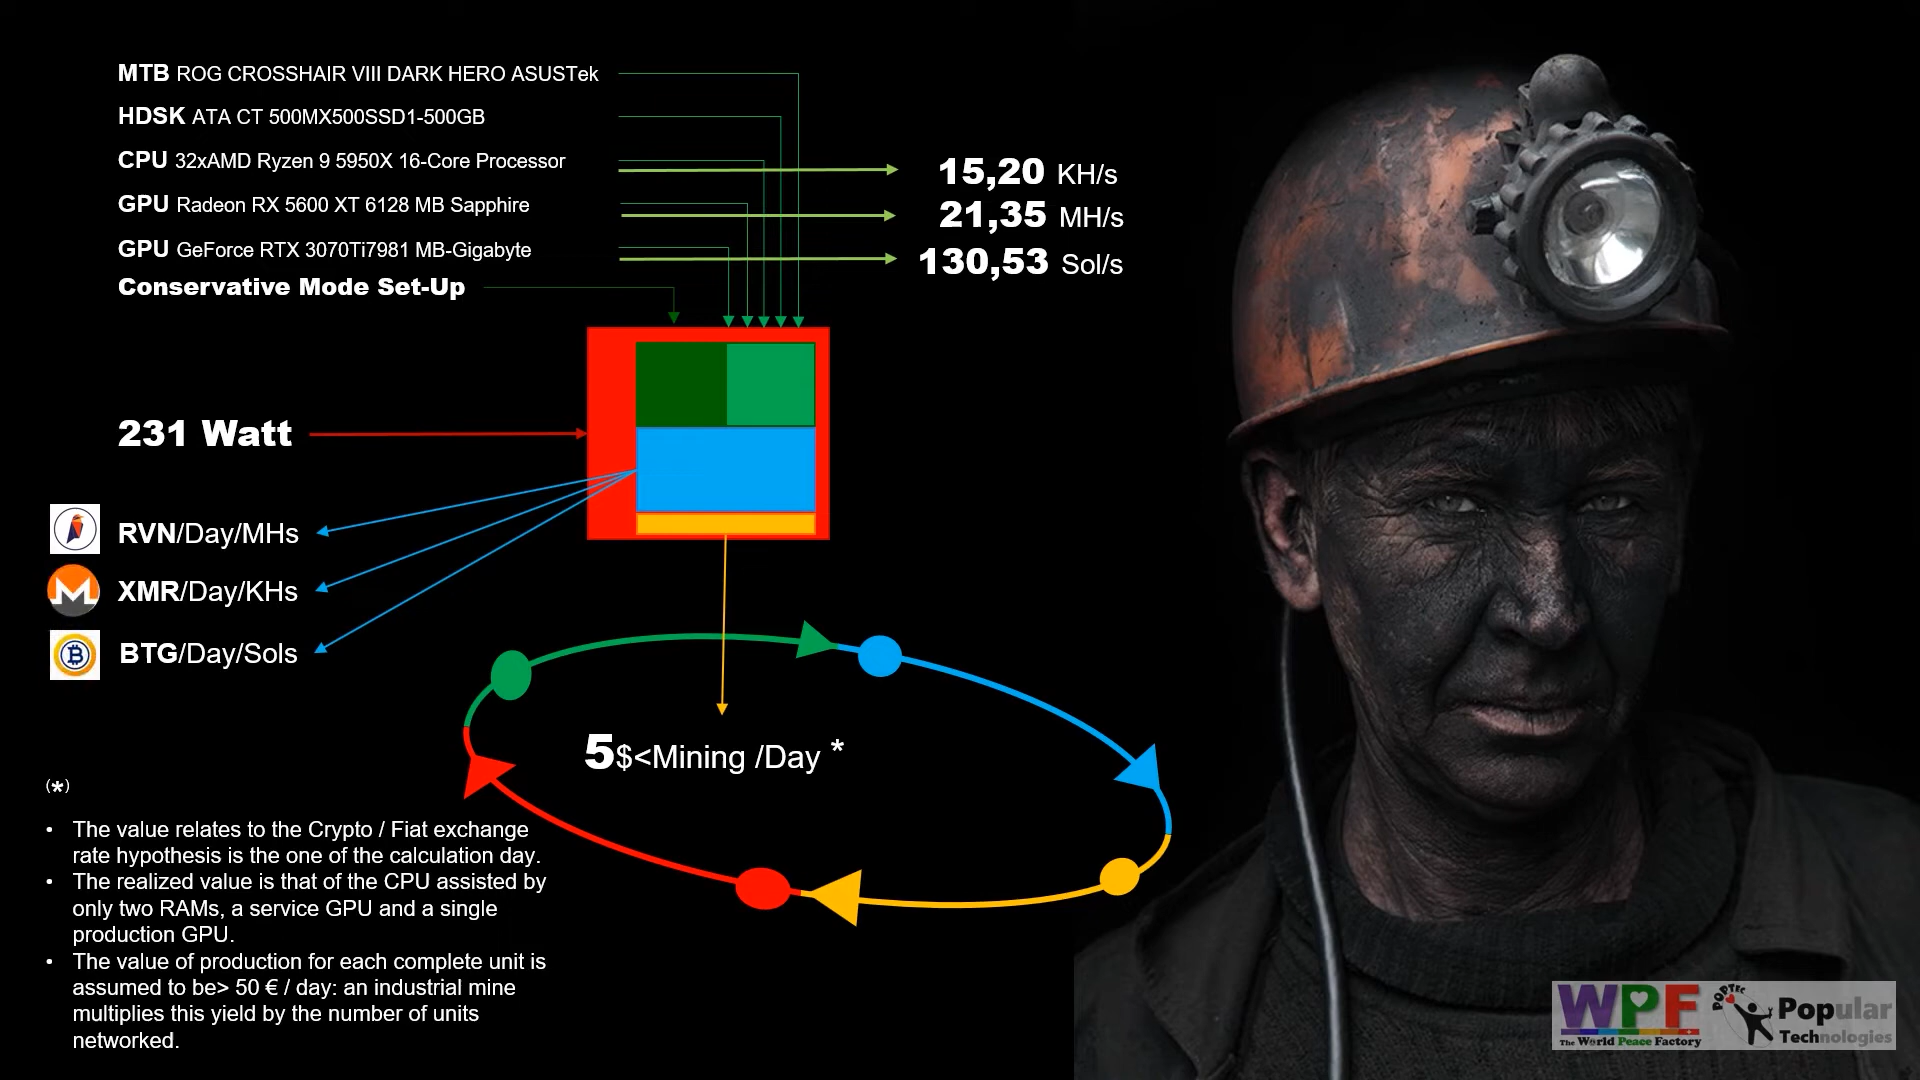 MTB ROG CROSSHAIR VIII DARK HERO ASUSTek
HDSK ATA CT 500MX500SSD1-500GB
CPU 32xAMD Ryzen 9 5950X 16-Core Processor
GPU Radeon RX 5600 XT 6128 MB Sapphire
GPU GeForce RTX 3070Ti7981 MB-Gigabyte
Conservative Mode Set-Up
15,20 KH/s
21,35 MH/s
130,53 Sol/s
231 Watt
RVN/Day/MHs
XMR/Day/KHs
BTG/Day/Sols
5$<Mining /Day *
(*)
• The value relates to the Crypto / Fiat exchange
rate hypothesis is the one of the calculation day.
• The realized value is that of the CPU assisted by
only two RAMs, a service GPU and a single
production GPU.
• The value of production for each complete unit is
assumed to be> 50 € / day: an industrial mine
multiplies this yield by the number of units
networked.
WPF
The World Peace Factory
POPTEC
Popular
Technologies